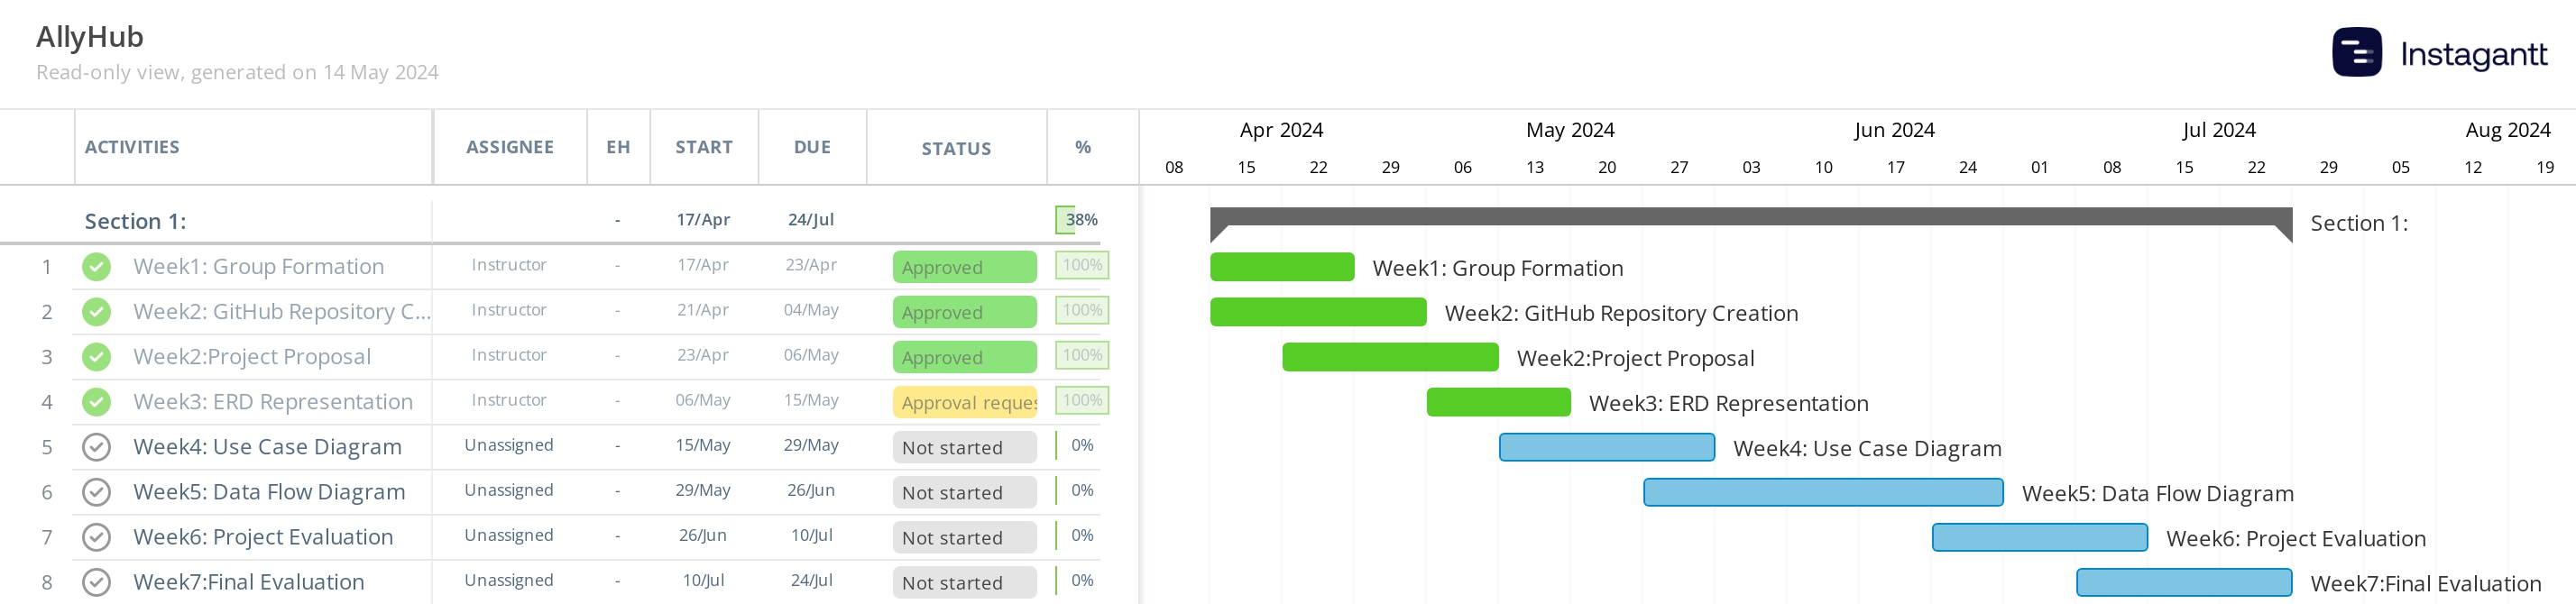 AllyHub
Read-only view, generated on 14 May 2024
Instagantt
ACTIVITIES ASSIGNEE EH START DUE STATUS %
Apr 2024 May 2024 Jun 2024 Jul 2024 Aug 2024
08 15 22 29 06 13 20 27 03 10 17 24 01 08 15 22 29 05 12 19
Section 1: - 17/Apr 24/Jul 38% Section 1:
1 Week1: Group Formation Instructor - 17/Apr 23/Apr Approved 100% Week1: Group Formation
2 Week2: GitHub Repository C... Instructor - 21/Apr 04/May Approved 100% Week2: GitHub Repository Creation
3 Week2:Project Proposal Instructor - 23/Apr 06/May Approved 100% Week2:Project Proposal
4 Week3: ERD Representation Instructor - 06/May 15/May Approval reques 100% Week3: ERD Representation
5 Week4: Use Case Diagram Unassigned - 15/May 29/May Not started 0% Week4: Use Case Diagram
6 Week5: Data Flow Diagram Unassigned - 29/May 26/Jun Not started 0% Week5: Data Flow Diagram
7 Week6: Project Evaluation Unassigned - 26/Jun 10/Jul Not started 0% Week6: Project Evaluation
8 Week7:Final Evaluation Unassigned - 10/Jul 24/Jul Not started 0% Week7:Final Evaluation